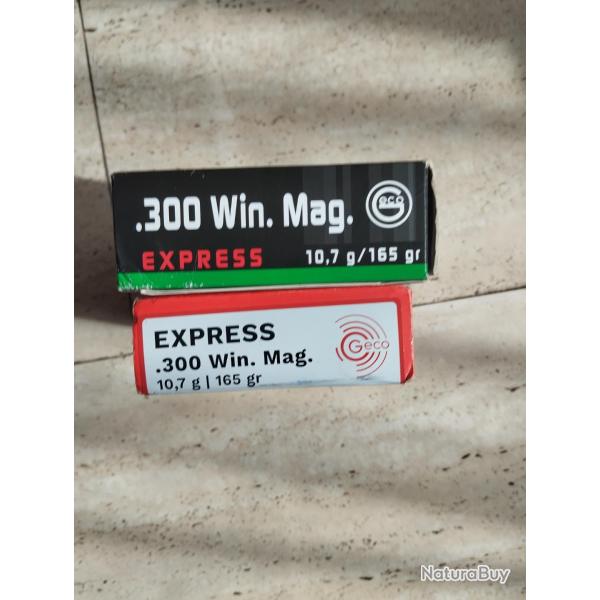 .300 Win. Mag. Geco
EXPRESS 10,7 g/165 gr
EXPRESS
.300 Win. Mag. Geco
10,7 g | 165 gr
NaturaBuy